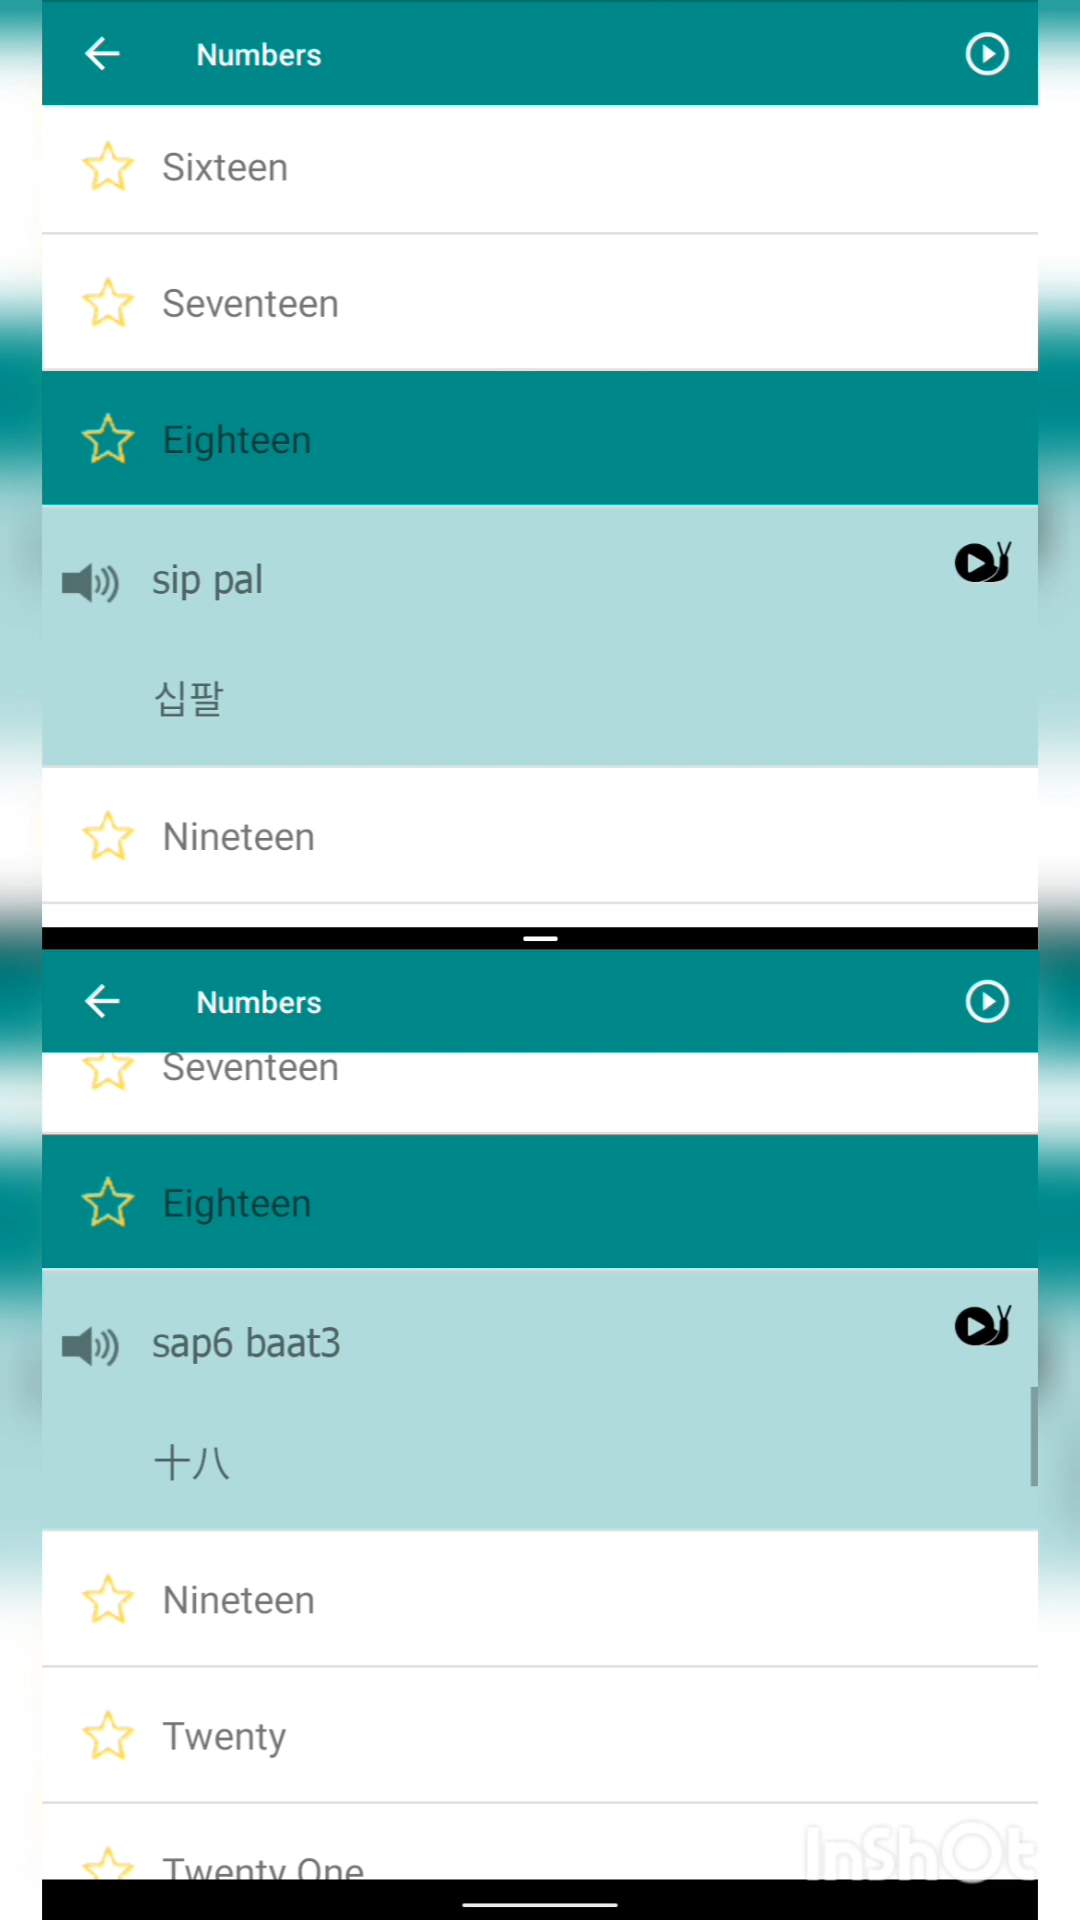 Numbers
Sixteen
Seventeen
Eighteen
sip pal
십팔
Nineteen
Numbers
Seventeen
Eighteen
sap6 baat3
十八
Nineteen
Twenty
Twenty One
InShOt